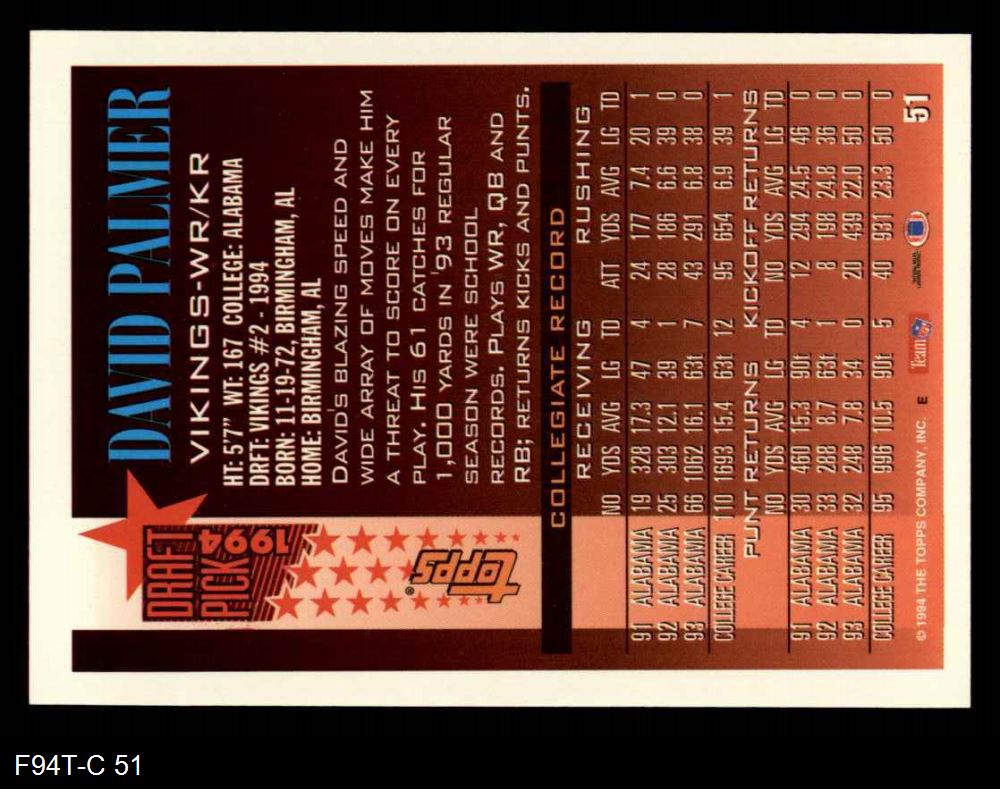 DAVID PALMER
VIKINGS-WR/KR
HT: 5'7" WT: 167 COLLEGE: ALABAMA
DRFT: VIKINGS #2 - 1994
BORN: 11-19-72, BIRMINGHAM, AL
HOME: BIRMINGHAM, AL
DAVID'S BLAZING SPEED AND
WIDE ARRAY OF MOVES MAKE HIM
A THREAT TO SCORE ON EVERY
PLAY. HIS 61 CATCHES FOR
1,000 YARDS IN '93 REGULAR
SEASON WERE SCHOOL
RECORDS. PLAYS WR, QB AND
RB; RETURNS KICKS AND PUNTS.
DRAFT
PICK
1994
topps®
COLLEGIATE RECORD
RECEIVING RUSHING
NO YDS AVG LG TD ATT YDS AVG LG TD
91 ALABAMA 19 328 17.3 47 4 24 177 7.4 20 1
92 ALABAMA 25 303 12.1 39 1 28 186 6.6 39 0
93 ALABAMA 66 1062 16.1 63t 7 43 291 6.8 38 0
COLLEGE CAREER 110 1693 15.4 63t 12 95 654 6.9 39 1
PUNT RETURNS KICKOFF RETURNS
NO YDS AVG LG TD NO YDS AVG LG TD
91 ALABAMA 30 460 15.3 90t 4 12 294 24.5 46 0
92 ALABAMA 33 288 8.7 63t 1 8 198 24.8 36 0
93 ALABAMA 32 248 7.8 34 0 20 439 22.0 50 0
COLLEGE CAREER 95 996 10.5 90t 5 40 931 23.3 50 0
© 1994 THE TOPPS COMPANY, INC. E Team NFL 51
F94T-C 51